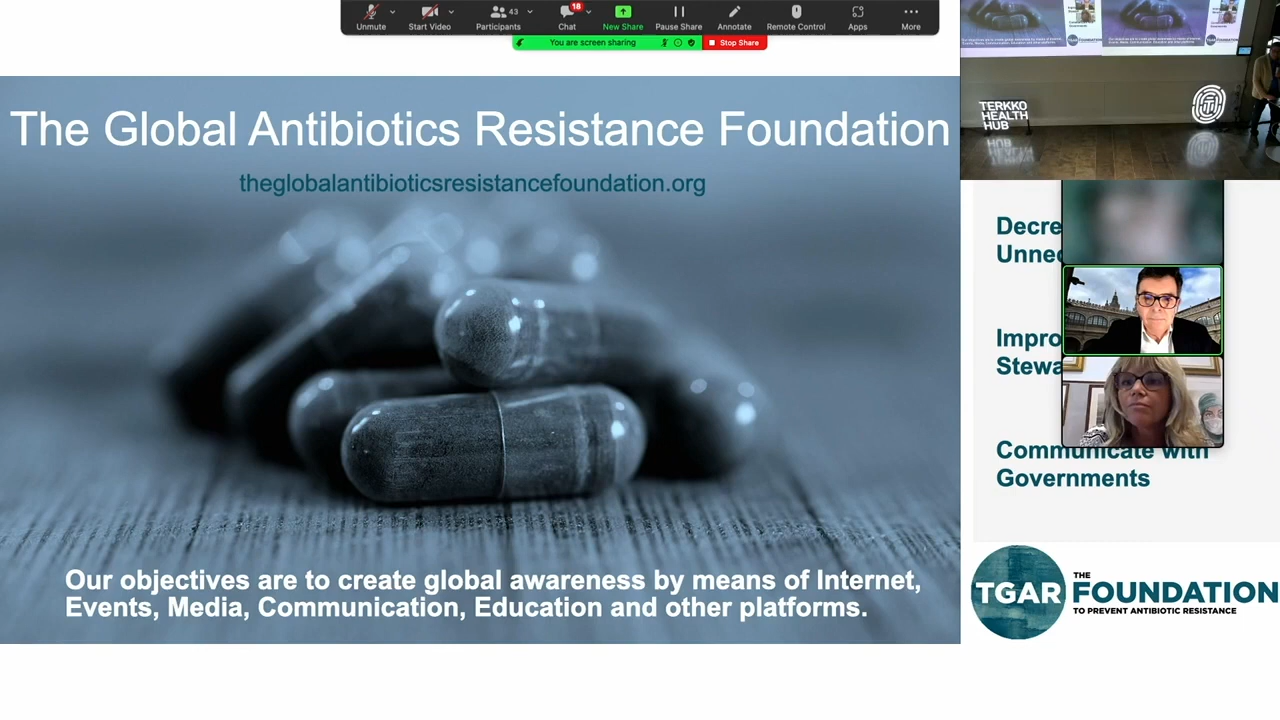 Unmute
Start Video
Participants
43
Chat
18
New Share
Pause Share
Annotate
Remote Control
Apps
More
You are screen sharing
Stop Share
The Global Antibiotics Resistance Foundation
theglobalantibioticsresistancefoundation.org
Our objectives are to create global awareness by means of Internet,
Events, Media, Communication, Education and other platforms.
TERKKO
HEALTH
HUB
Decre
Unnec
Impro
Stewa
Communicate with
Governments
TGAR
THE
FOUNDATION
TO PREVENT ANTIBIOTIC RESISTANCE